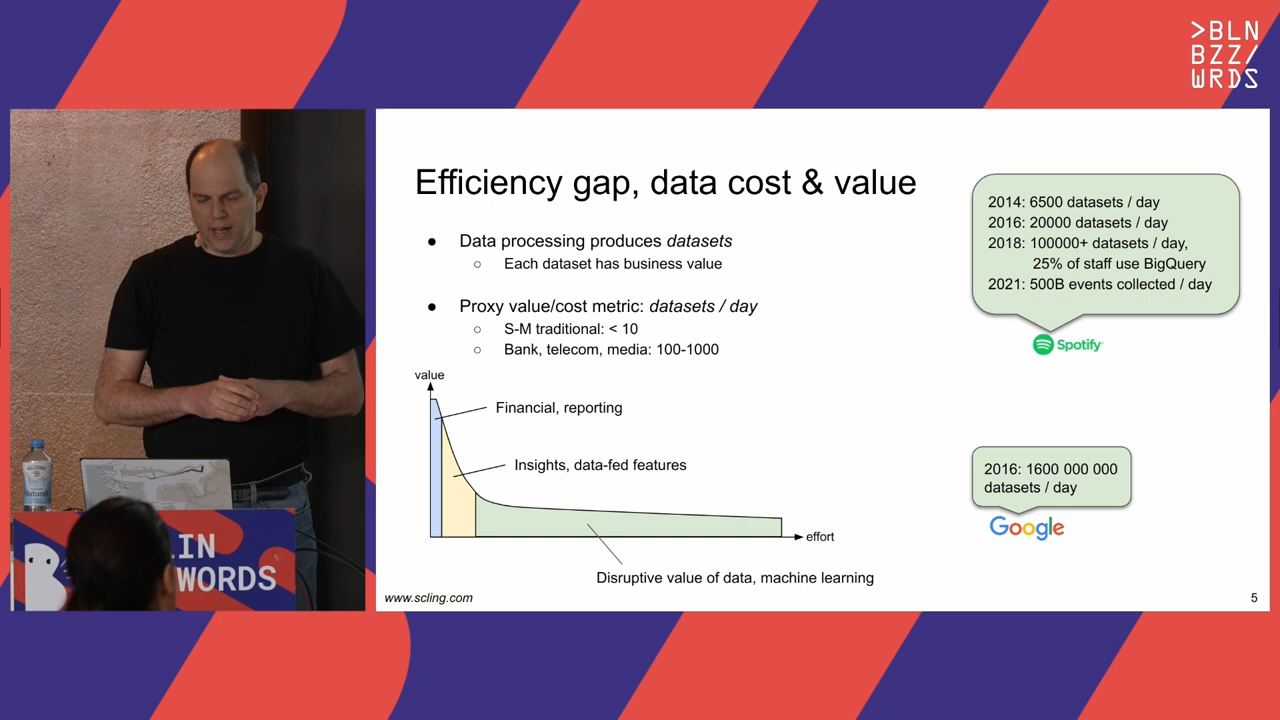 >BLN
BZZ/
WRDS
Efficiency gap, data cost & value
● Data processing produces datasets
○ Each dataset has business value
● Proxy value/cost metric: datasets / day
○ S-M traditional: < 10
○ Bank, telecom, media: 100-1000
value
Financial, reporting
Insights, data-fed features
effort
Disruptive value of data, machine learning
2014: 6500 datasets / day
2016: 20000 datasets / day
2018: 100000+ datasets / day,
25% of staff use BigQuery
2021: 500B events collected / day
Spotify
2016: 1600 000 000
datasets / day
Google
www.scling.com
5
Naturell
B
LIN
WORDS